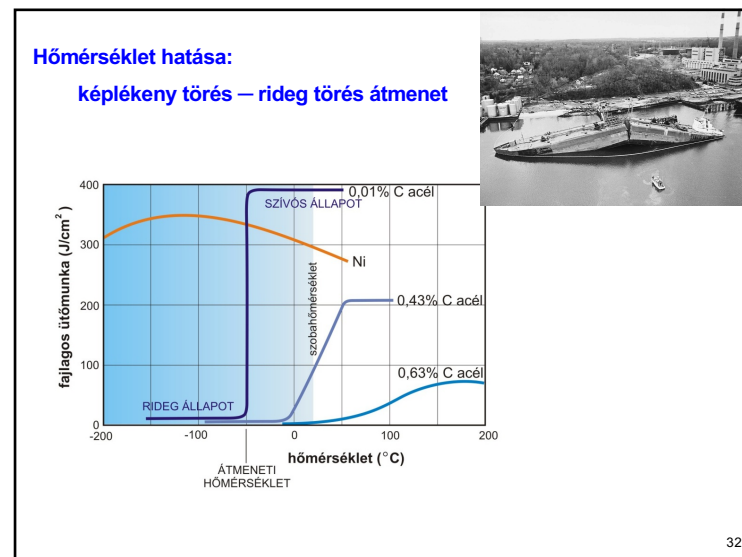 Hőmérséklet hatása:
képlékeny törés – rideg törés átmenet
fajlagos ütőmunka (J/cm²)
400
300
200
100
0
0,01% C acél
SZÍVÓS ÁLLAPOT
Ni
szobahőmérséklet
0,43% C acél
0,63% C acél
RIDEG ÁLLAPOT
-200
-100
0
100
200
hőmérséklet (°C)
ÁTMENETI
HŐMÉRSÉKLET
32